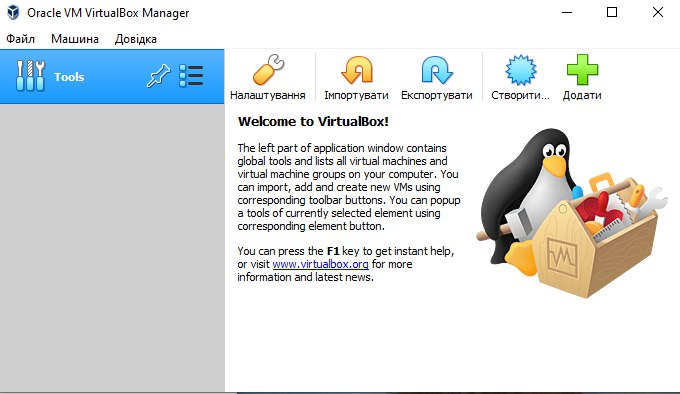 Oracle VM VirtualBox Manager
Файл Машина Довідка
Tools
Налаштування Імпортувати Експортувати Створити... Додати
Welcome to VirtualBox!
The left part of application window contains
global tools and lists all virtual machines and
virtual machine groups on your computer. You
can import, add and create new VMs using
corresponding toolbar buttons. You can popup
a tools of currently selected element using
corresponding element button.
You can press the F1 key to get instant help,
or visit www.virtualbox.org for more
information and latest news.
VM